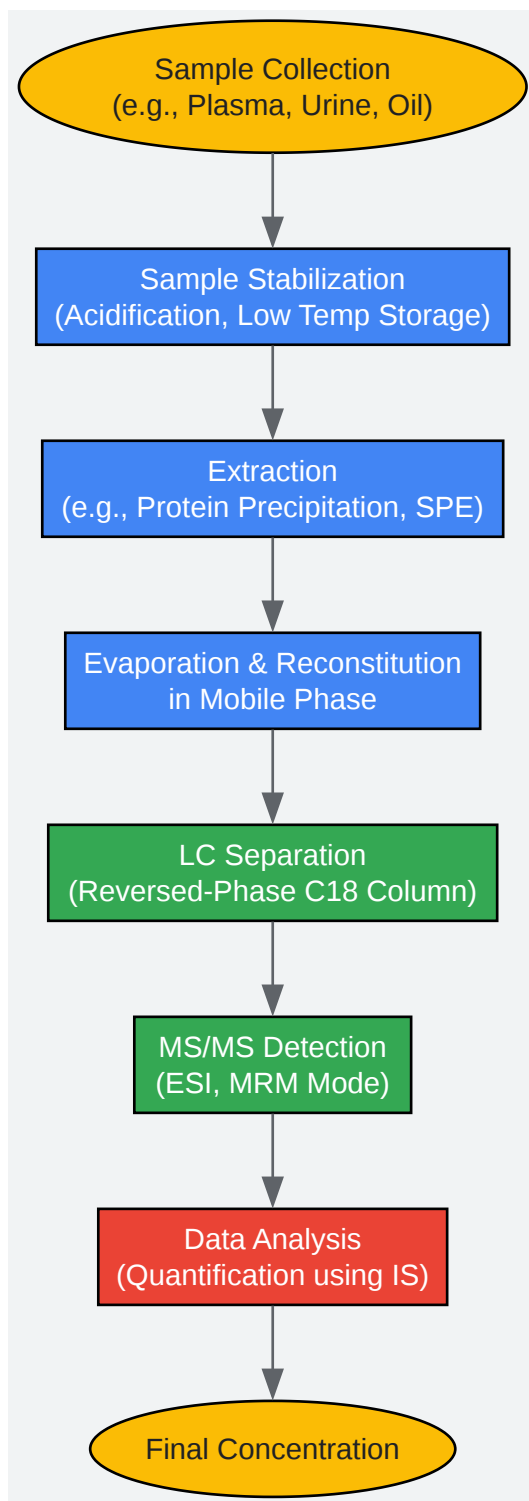 Sample Collection
(e.g., Plasma, Urine, Oil)
Sample Stabilization
(Acidification, Low Temp Storage)
Extraction
(e.g., Protein Precipitation, SPE)
Evaporation & Reconstitution
in Mobile Phase
LC Separation
(Reversed-Phase C18 Column)
MS/MS Detection
(ESI, MRM Mode)
Data Analysis
(Quantification using IS)
Final Concentration